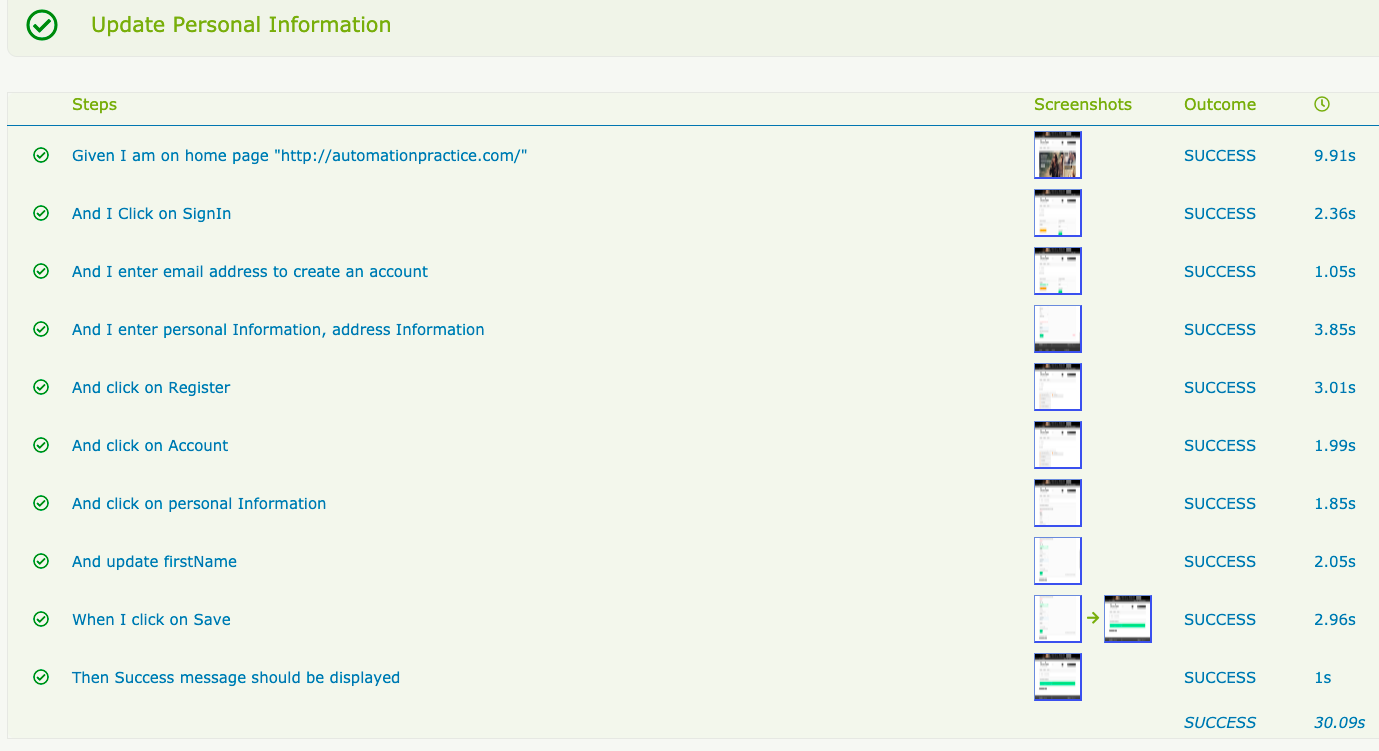 Update Personal Information
Steps Screenshots Outcome
Given I am on home page "http://automationpractice.com/" SUCCESS 9.91s
And I Click on SignIn SUCCESS 2.36s
And I enter email address to create an account SUCCESS 1.05s
And I enter personal Information, address Information SUCCESS 3.85s
And click on Register SUCCESS 3.01s
And click on Account SUCCESS 1.99s
And click on personal Information SUCCESS 1.85s
And update firstName SUCCESS 2.05s
When I click on Save SUCCESS 2.96s
Then Success message should be displayed SUCCESS 1s
SUCCESS 30.09s